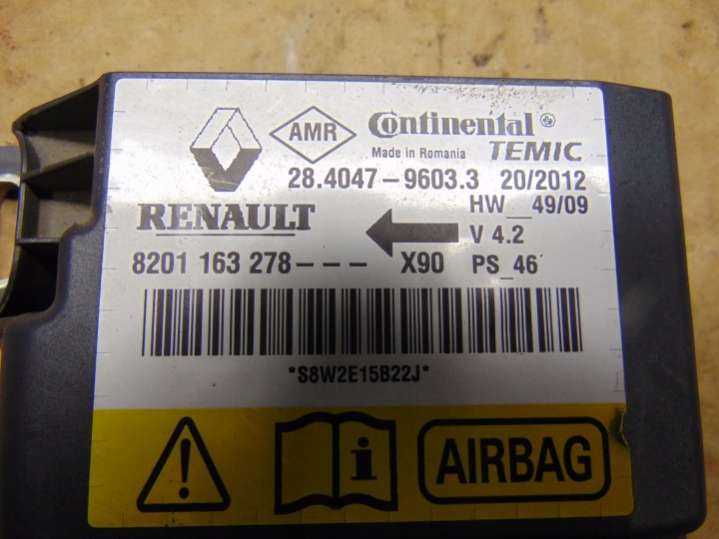 AMR Continental®
Made in Romania TEMIC
28.4047-9603.3 20/2012
HW_49/09
RENAULT
V 4.2
8201 163 278--- X90 PS_46
*S8W2E15B22J*
AIRBAG